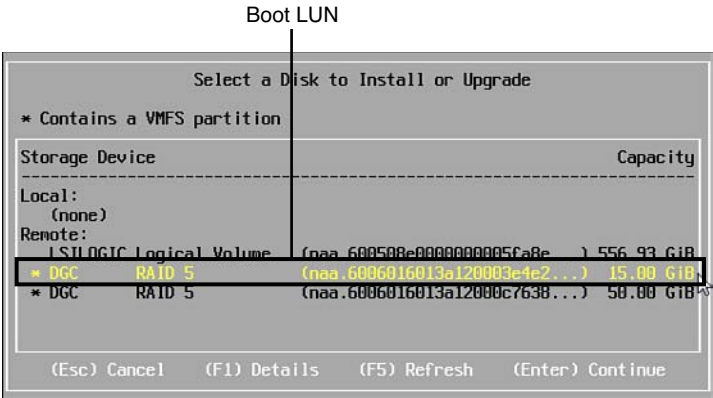 Boot LUN
Select a Disk to Install or Upgrade
* Contains a VMFS partition
Storage Device Capacity
Local:
(none)
Remote:
LSILOGIC Logical Volume (naa.600508e0000000005fa8e...) 556.93 GiB
* DGC RAID 5 (naa.6006016013a120003e4e2...) 15.00 GiB
* DGC RAID 5 (naa.6006016013a12000c7638...) 50.00 GiB
(Esc) Cancel (F1) Details (F5) Refresh (Enter) Continue